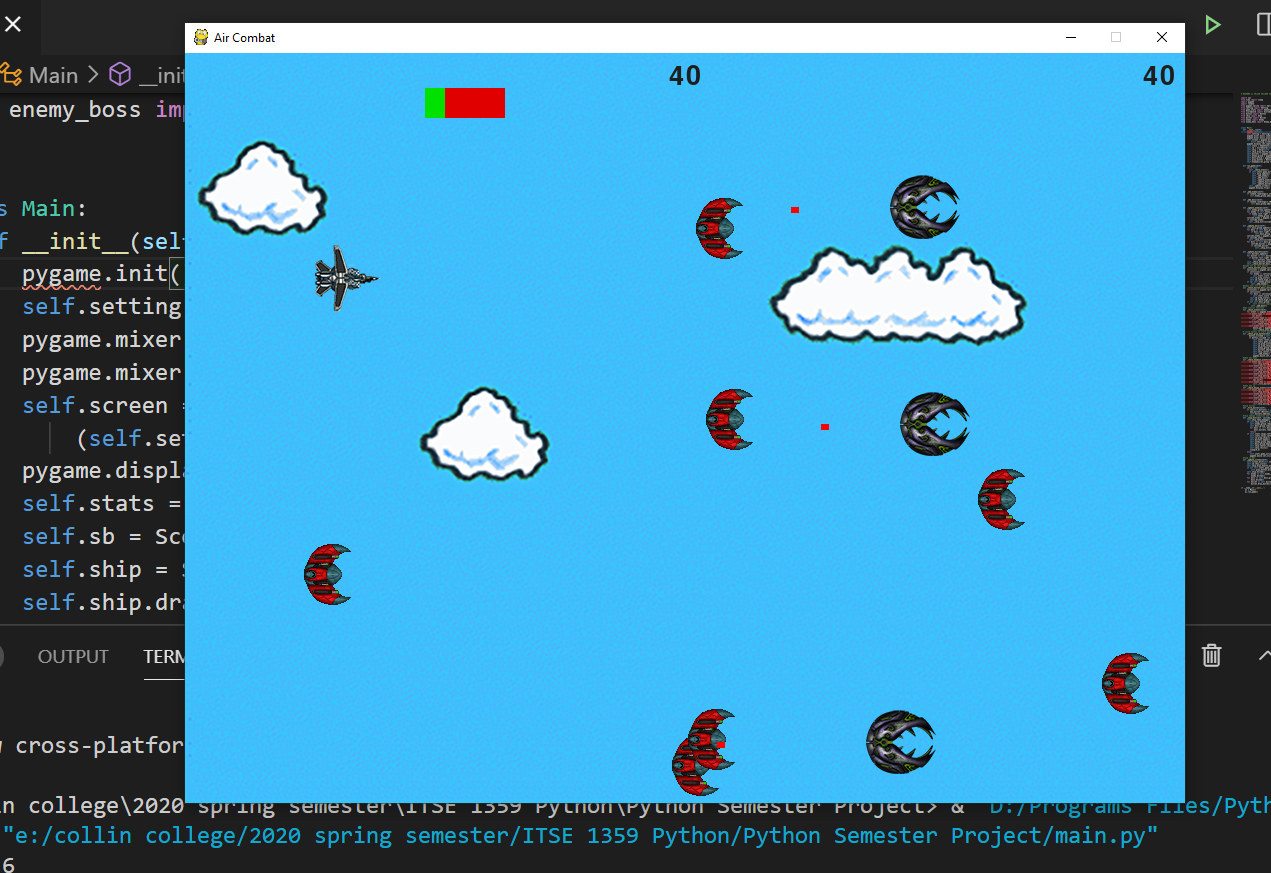 Air Combat
40 40
Main > __init
enemy_boss imp
s Main:
f __init__(self
pygame.init(
self.setting
pygame.mixer
pygame.mixer
self.screen =
(self.set
pygame.displa
self.stats =
self.sb = Sco
self.ship = S
self.ship.dra
OUTPUT TERM
w cross-platfor
in college\2020 spring semester\ITSE 1359 Python\Python Semester Project> & D:/Programs Files/Pyth
"e:/collin college/2020 spring semester/ITSE 1359 Python/Python Semester Project/main.py"
6